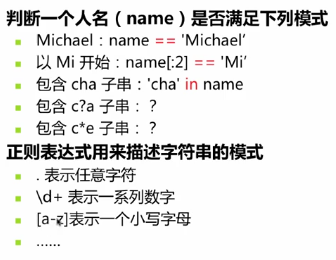 判断一个人名（name）是否满足下列模式
Michael：name == 'Michael‘
以 Mi 开始：name[:2] == 'Mi’
包含 cha 子串：'cha' in name
包含 c?a 子串：？
包含 c*e 子串：？
正则表达式用来描述字符串的模式
. 表示任意字符
\d+ 表示一系列数字
[a-z]表示一个小写字母
......